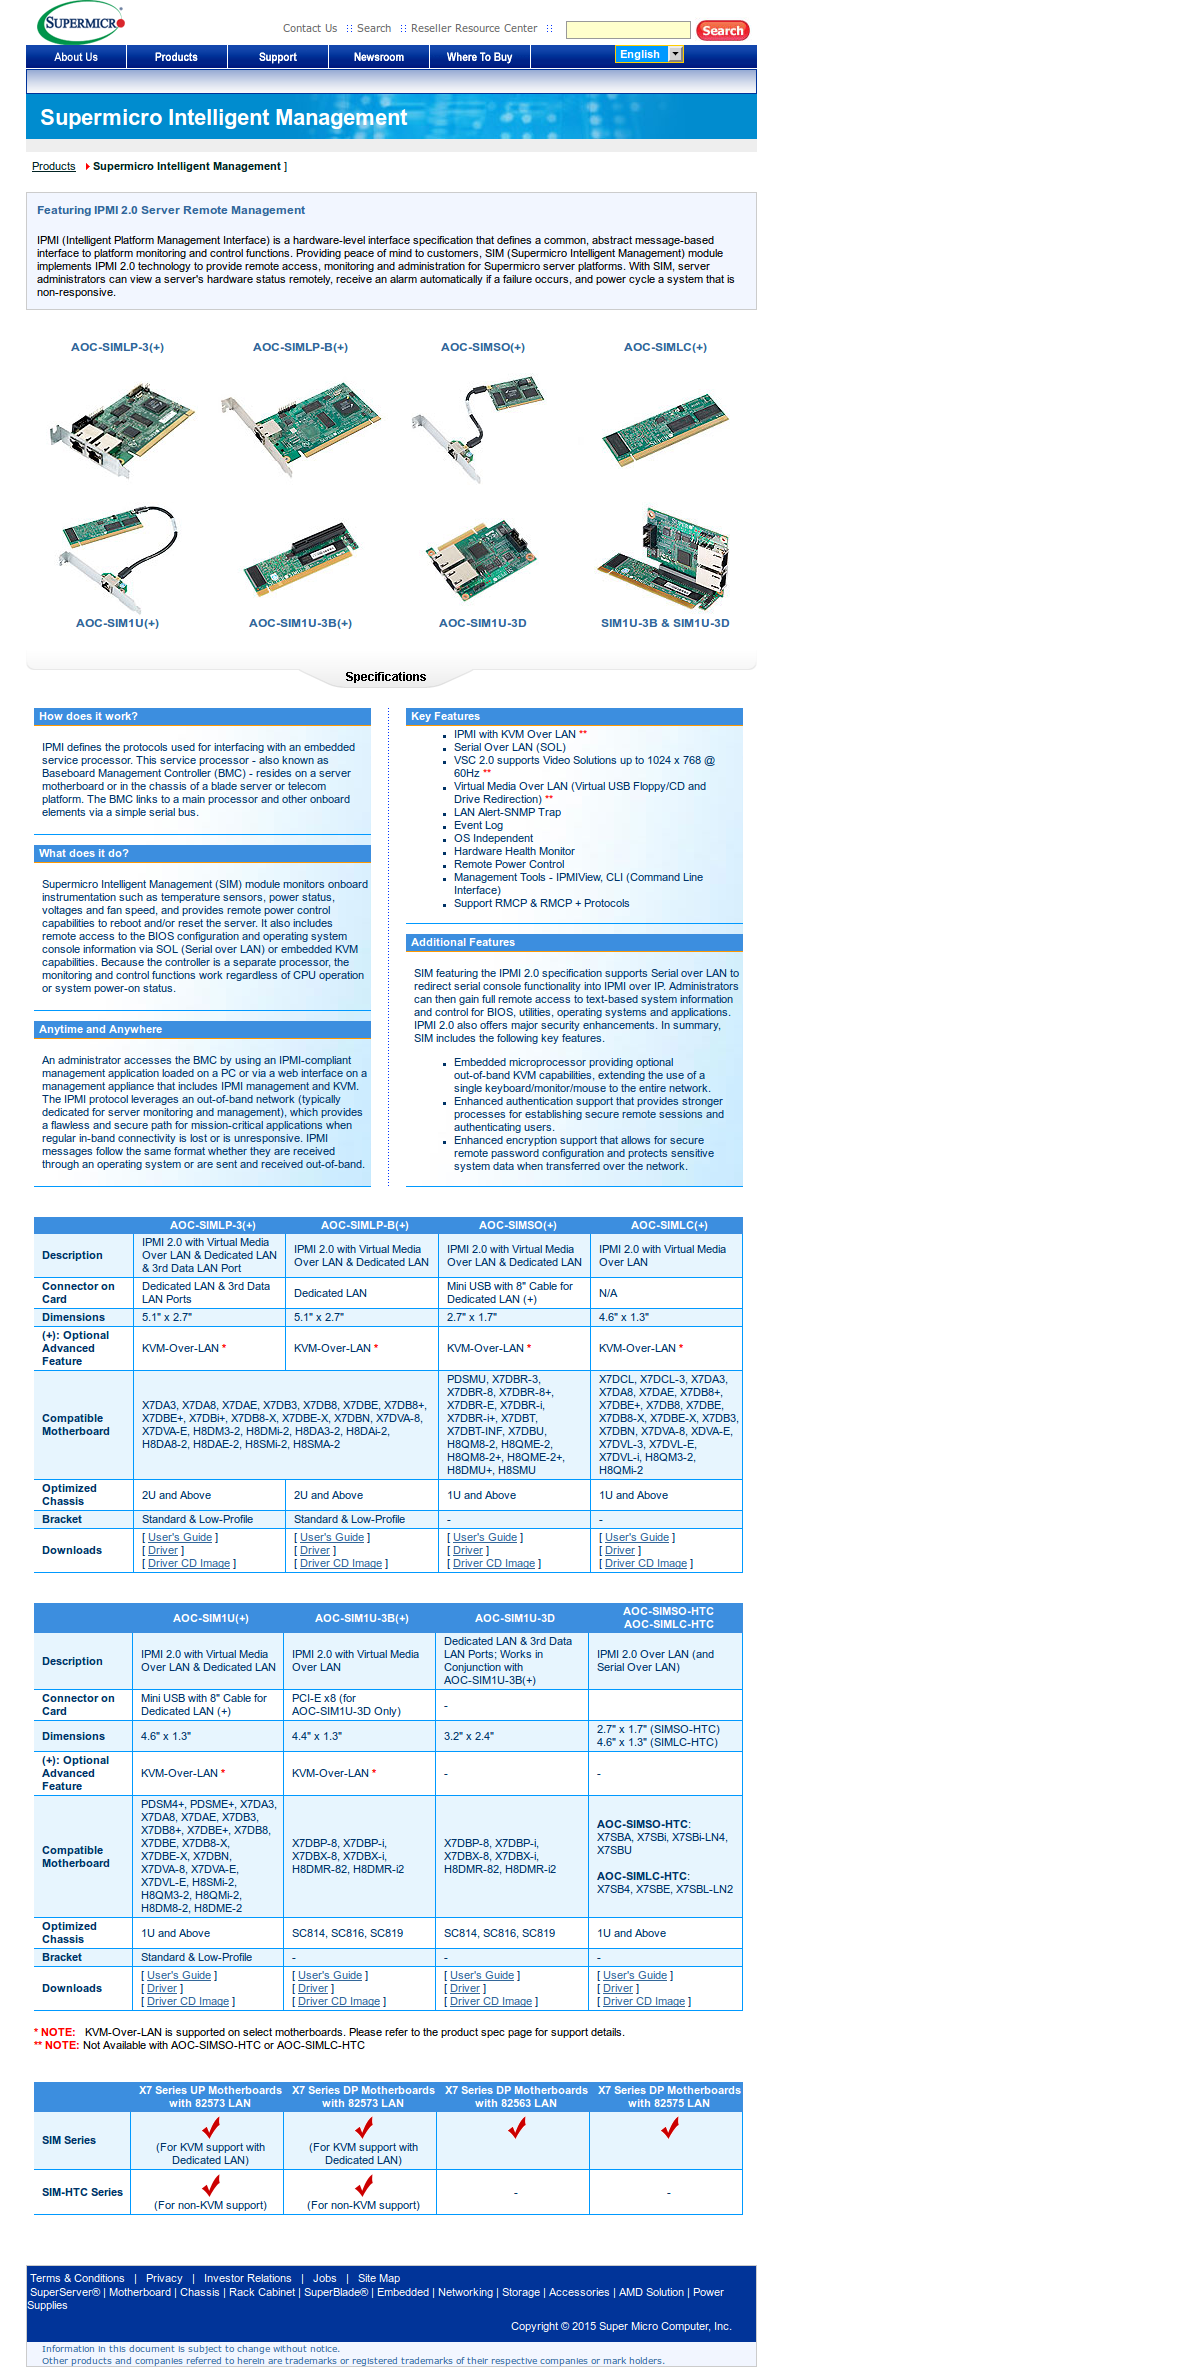 SUPERMICRO
Contact Us :: Search :: Reseller Resource Center ::
Search
About Us Products Support Newsroom Where To Buy English
Supermicro Intelligent Management
Products Supermicro Intelligent Management ]
Featuring IPMI 2.0 Server Remote Management
IPMI (Intelligent Platform Management Interface) is a hardware-level interface specification that defines a common, abstract message-based
interface to platform monitoring and control functions. Providing peace of mind to customers, SIM (Supermicro Intelligent Management) module
implements IPMI 2.0 technology to provide remote access, monitoring and administration for Supermicro server platforms. With SIM, server
administrators can view a server's hardware status remotely, receive an alarm automatically if a failure occurs, and power cycle a system that is
non-responsive.
AOC-SIMLP-3(+) AOC-SIMLP-B(+) AOC-SIMSO(+) AOC-SIMLC(+)
AOC-SIM1U(+) AOC-SIM1U-3B(+) AOC-SIM1U-3D SIM1U-3B & SIM1U-3D
Specifications
How does it work?
IPMI defines the protocols used for interfacing with an embedded
service processor. This service processor - also known as
Baseboard Management Controller (BMC) - resides on a server
motherboard or in the chassis of a blade server or telecom
platform. The BMC links to a main processor and other onboard
elements via a simple serial bus.
What does it do?
Supermicro Intelligent Management (SIM) module monitors onboard
instrumentation such as temperature sensors, power status,
voltages and fan speed, and provides remote power control
capabilities to reboot and/or reset the server. It also includes
remote access to the BIOS configuration and operating system
console information via SOL (Serial over LAN) or embedded KVM
capabilities. Because the controller is a separate processor, the
monitoring and control functions work regardless of CPU operation
or system power-on status.
Anytime and Anywhere
An administrator accesses the BMC by using an IPMI-compliant
management application loaded on a PC or via a web interface on a
management appliance that includes IPMI management and KVM.
The IPMI protocol leverages an out-of-band network (typically
dedicated for server monitoring and management), which provides
a flawless and secure path for mission-critical applications when
regular in-band connectivity is lost or is unresponsive. IPMI
messages follow the same format whether they are received
through an operating system or are sent and received out-of-band.
Key Features
IPMI with KVM Over LAN **
Serial Over LAN (SOL)
VSC 2.0 supports Video Solutions up to 1024 x 768 @
60Hz **
Virtual Media Over LAN (Virtual USB Floppy/CD and
Drive Redirection) **
LAN Alert-SNMP Trap
Event Log
OS Independent
Hardware Health Monitor
Remote Power Control
Management Tools - IPMIView, CLI (Command Line
Interface)
Support RMCP & RMCP + Protocols
Additional Features
SIM featuring the IPMI 2.0 specification supports Serial over LAN to
redirect serial console functionality into IPMI over IP. Administrators
can then gain full remote access to text-based system information
and control for BIOS, utilities, operating systems and applications.
IPMI 2.0 also offers major security enhancements. In summary,
SIM includes the following key features.
Embedded microprocessor providing optional
out-of-band KVM capabilities, extending the use of a
single keyboard/monitor/mouse to the entire network.
Enhanced authentication support that provides stronger
processes for establishing secure remote sessions and
authenticating users.
Enhanced encryption support that allows for secure
remote password configuration and protects sensitive
system data when transferred over the network.
AOC-SIMLP-3(+) AOC-SIMLP-B(+) AOC-SIMSO(+) AOC-SIMLC(+)
Description
IPMI 2.0 with Virtual Media
Over LAN & Dedicated LAN
& 3rd Data LAN Port
IPMI 2.0 with Virtual Media
Over LAN & Dedicated LAN
IPMI 2.0 with Virtual Media
Over LAN & Dedicated LAN
IPMI 2.0 with Virtual Media
Over LAN
Connector on
Card
Dedicated LAN & 3rd Data
LAN Ports
Dedicated LAN
Mini USB with 8" Cable for
Dedicated LAN (+)
N/A
Dimensions 5.1" x 2.7" 5.1" x 2.7" 2.7" x 1.7" 4.6" x 1.3"
(+): Optional
Advanced
Feature
KVM-Over-LAN * KVM-Over-LAN * KVM-Over-LAN * KVM-Over-LAN *
Compatible
Motherboard
X7DA3, X7DA8, X7DAE, X7DB3, X7DB8, X7DBE, X7DB8+,
X7DBE+, X7DBi+, X7DB8-X, X7DBE-X, X7DBN, X7DVA-8,
X7DVA-E, H8DM3-2, H8DMi-2, H8DA3-2, H8DAi-2,
H8DA8-2, H8DAE-2, H8SMi-2, H8SMA-2
PDSMU, X7DBR-3,
X7DBR-8, X7DBR-8+,
X7DBR-E, X7DBR-i,
X7DBR-i+, X7DBT,
X7DBT-INF, X7DBU,
H8QM8-2, H8QME-2,
H8QM8-2+, H8QME-2+,
H8DMU+, H8SMU
X7DCL, X7DCL-3, X7DA3,
X7DA8, X7DAE, X7DB8+,
X7DBE+, X7DB8, X7DBE,
X7DB8-X, X7DBE-X, X7DB3,
X7DBN, X7DVA-8, XDVA-E,
X7DVL-3, X7DVL-E,
X7DVL-i, H8QM3-2,
H8QMi-2
Optimized
Chassis
2U and Above 2U and Above 1U and Above 1U and Above
Bracket Standard & Low-Profile Standard & Low-Profile - -
Downloads
[ User's Guide ] [ User's Guide ] [ User's Guide ] [ User's Guide ]
[ Driver ] [ Driver ] [ Driver ] [ Driver ]
[ Driver CD Image ] [ Driver CD Image ] [ Driver CD Image ] [ Driver CD Image ]
AOC-SIM1U(+) AOC-SIM1U-3B(+) AOC-SIM1U-3D
AOC-SIMSO-HTC
AOC-SIMLC-HTC
Description
IPMI 2.0 with Virtual Media
Over LAN & Dedicated LAN
IPMI 2.0 with Virtual Media
Over LAN
Dedicated LAN & 3rd Data
LAN Ports; Works in
Conjunction with
AOC-SIM1U-3B(+)
IPMI 2.0 Over LAN (and
Serial Over LAN)
Connector on
Card
Mini USB with 8" Cable for
Dedicated LAN (+)
PCI-E x8 (for
AOC-SIM1U-3D Only)
-
Dimensions 4.6" x 1.3" 4.4" x 1.3" 3.2" x 2.4"
2.7" x 1.7" (SIMSO-HTC)
4.6" x 1.3" (SIMLC-HTC)
(+): Optional
Advanced
Feature
KVM-Over-LAN * KVM-Over-LAN * - -
Compatible
Motherboard
PDSM4+, PDSME+, X7DA3,
X7DA8, X7DAE, X7DB3,
X7DB8+, X7DBE+, X7DB8,
X7DBE, X7DB8-X,
X7DBE-X, X7DBN,
X7DVA-8, X7DVA-E,
X7DVL-E, H8SMi-2,
H8QM3-2, H8QMi-2,
H8DM8-2, H8DME-2
X7DBP-8, X7DBP-i,
X7DBX-8, X7DBX-i,
H8DMR-82, H8DMR-i2
X7DBP-8, X7DBP-i,
X7DBX-8, X7DBX-i,
H8DMR-82, H8DMR-i2
AOC-SIMSO-HTC:
X7SBA, X7SBi, X7SBi-LN4,
X7SBU
AOC-SIMLC-HTC:
X7SB4, X7SBE, X7SBL-LN2
Optimized
Chassis
1U and Above SC814, SC816, SC819 SC814, SC816, SC819 1U and Above
Bracket Standard & Low-Profile - - -
Downloads
[ User's Guide ] [ User's Guide ] [ User's Guide ] [ User's Guide ]
[ Driver ] [ Driver ] [ Driver ] [ Driver ]
[ Driver CD Image ] [ Driver CD Image ] [ Driver CD Image ] [ Driver CD Image ]
* NOTE: KVM-Over-LAN is supported on select motherboards. Please refer to the product spec page for support details.
** NOTE: Not Available with AOC-SIMSO-HTC or AOC-SIMLC-HTC
X7 Series UP Motherboards X7 Series DP Motherboards X7 Series DP Motherboards X7 Series DP Motherboards
with 82573 LAN with 82573 LAN with 82563 LAN with 82575 LAN
SIM Series
(For KVM support with (For KVM support with
Dedicated LAN) Dedicated LAN)
SIM-HTC Series - -
(For non-KVM support) (For non-KVM support)
Terms & Conditions | Privacy | Investor Relations | Jobs | Site Map
SuperServer® | Motherboard | Chassis | Rack Cabinet | SuperBlade® | Embedded | Networking | Storage | Accessories | AMD Solution | Power
Supplies
Copyright © 2015 Super Micro Computer, Inc.
Information in this document is subject to change without notice.
Other products and companies referred to herein are trademarks or registered trademarks of their respective companies or mark holders.